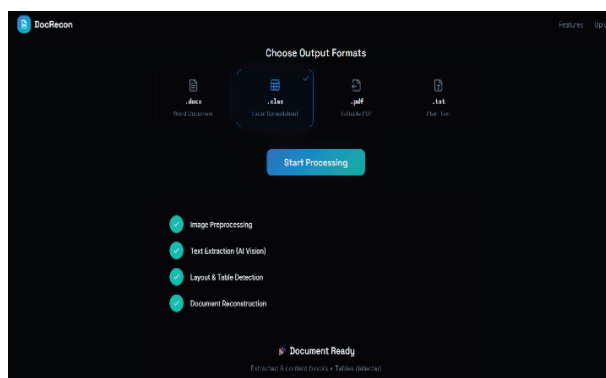 DocRecon
Features Uplo
Choose Output Formats
.docx .xlsx .pdf .txt
Word Document Excel Spreadsheet Editable PDF Plain Text
Start Processing
Image Preprocessing
Text Extraction (AI Vision)
Layout & Table Detection
Document Reconstruction
🎉 Document Ready
Extracted 6 content blocks • Tables detected